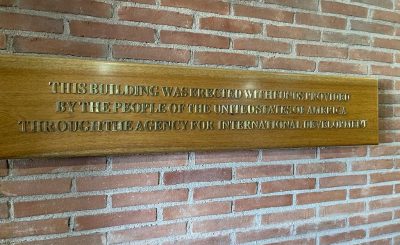 THIS BUILDING WAS ERECTED WITH FUNDS PROVIDED
BY THE PEOPLE OF THE UNITED STATES OF AMERICA
THROUGH THE AGENCY FOR INTERNATIONAL DEVELOPMENT